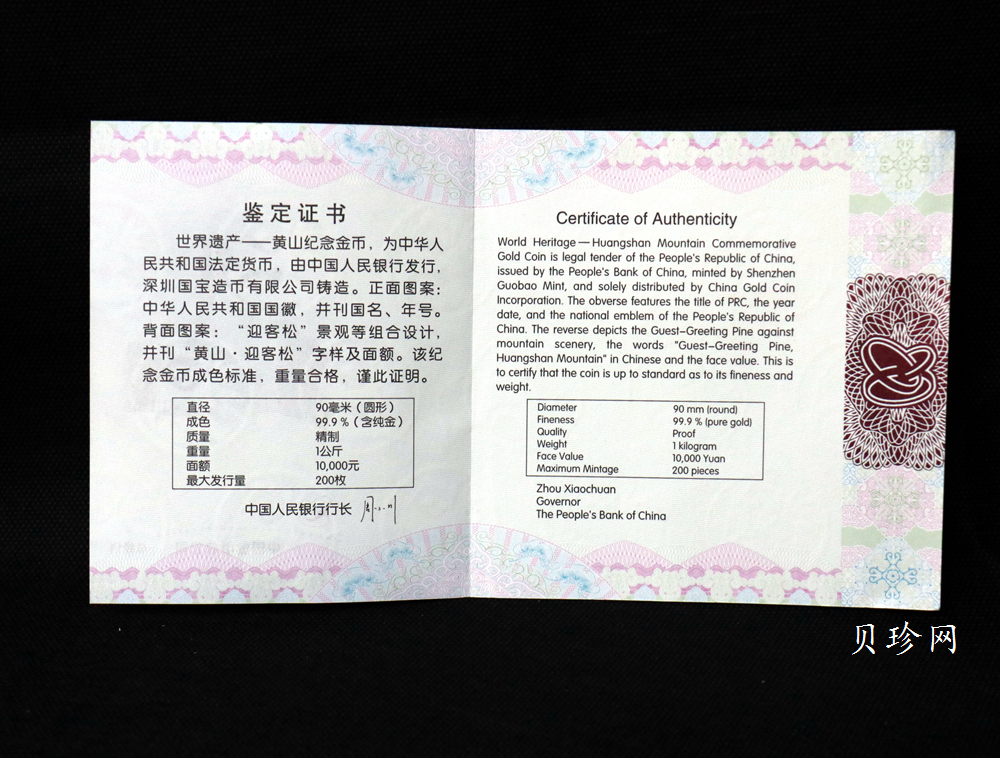 鉴定证书
世界遗产——黄山纪念金币，为中华人
民共和国法定货币，由中国人民银行发行，
深圳国宝造币有限公司铸造。正面图案：
中华人民共和国国徽，并刊国名、年号。
背面图案：“迎客松”景观等组合设计，
并刊“黄山·迎客松”字样及面额。该纪
念金币成色标准，重量合格，谨此证明。
直径 90毫米（圆形）
成色 99.9％（含纯金）
质量 精制
重量 1公斤
面额 10,000元
最大发行量 200枚
中国人民银行行长
Certificate of Authenticity
World Heritage — Huangshan Mountain Commemorative
Gold Coin is legal tender of the People's Republic of China,
issued by the People's Bank of China, minted by Shenzhen
Guobao Mint, and solely distributed by China Gold Coin
Incorporation. The obverse features the title of PRC, the year
date, and the national emblem of the People's Republic of
China. The reverse depicts the Guest-Greeting Pine against
mountain scenery, the words "Guest-Greeting Pine,
Huangshan Mountain" in Chinese and the face value. This is
to certify that the coin is up to standard as to its fineness and
weight.
Diameter 90 mm (round)
Fineness 99.9 % (pure gold)
Quality Proof
Weight 1 kilogram
Face Value 10,000 Yuan
Maximum Mintage 200 pieces
Zhou Xiaochuan
Governor
The People's Bank of China
贝珍网